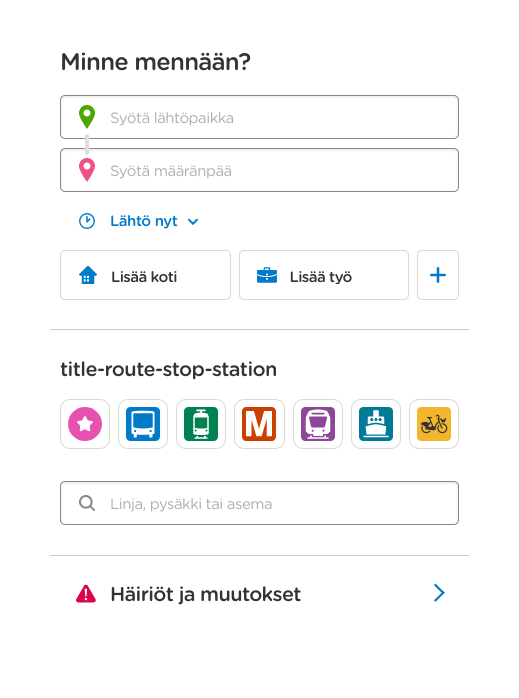 Minne mennään?
Syötä lähtöpaikka
Syötä määränpää
Lähtö nyt
Lisää koti
Lisää työ
title-route-stop-station
M
Linja, pysäkki tai asema
Häiriöt ja muutokset